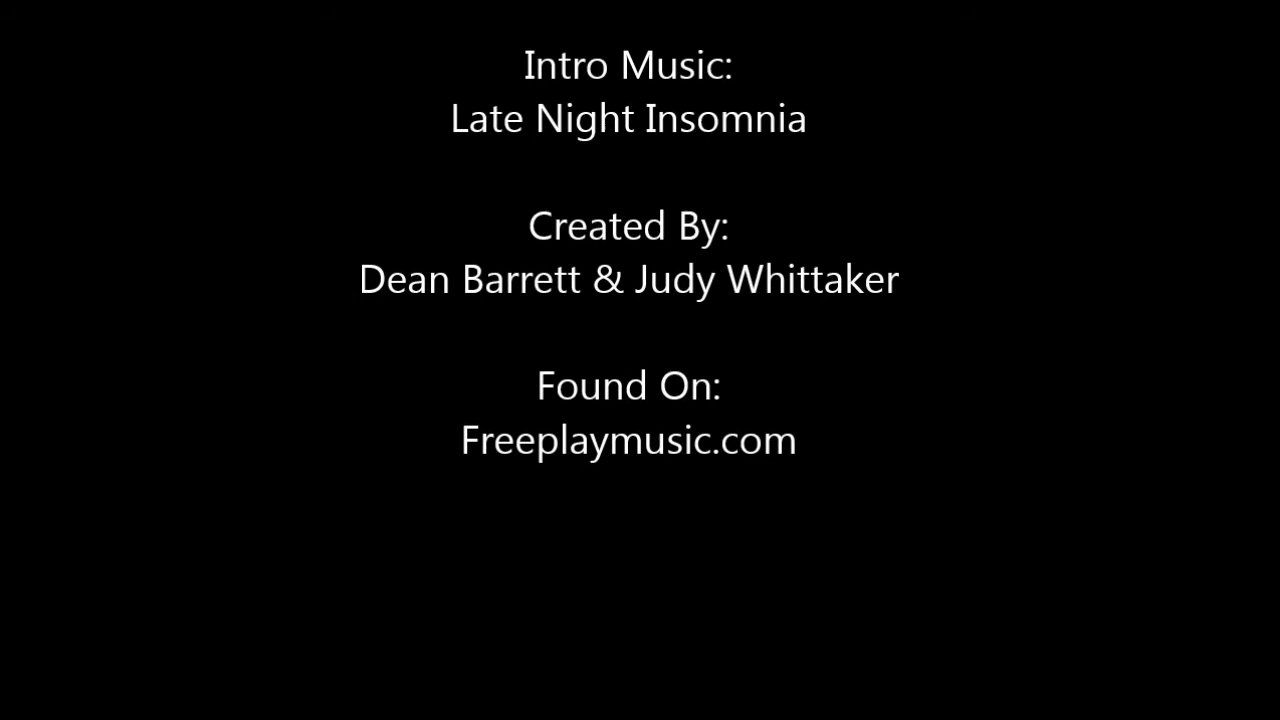 Intro Music:
Late Night Insomnia
Created By:
Dean Barrett & Judy Whittaker
Found On:
Freeplaymusic.com